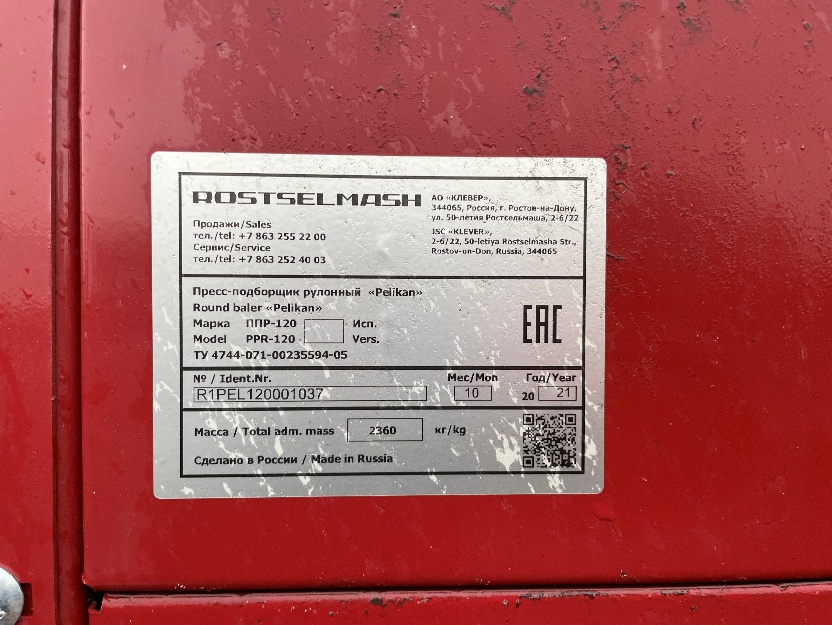 ROSTSELMASH
АО «КЛЕВЕР»,
344065, Россия, г. Ростов-на-Дону,
ул. 50-летия Ростсельмаша, 2-6/22
JSC «KLEVER»,
2-6/22, 50-letiya Rostselmasha Str.,
Rostov-on-Don, Russia, 344065
Продажи/Sales
тел./tel: +7 863 255 22 00
Сервис/Service
тел./tel: +7 863 252 40 03
Пресс-подборщик рулонный «Pelikan»
Round baler «Pelikan»
Марка ППР-120 Исп.
Model PPR-120 Vers.
ТУ 4744-071-00235594-05
EAC
№ / Ident.Nr. Мес/Mon Год/Year
R1PEL120001037 10 20 21
Масса / Total adm. mass 2360 кг/kg
Сделано в России / Made in Russia